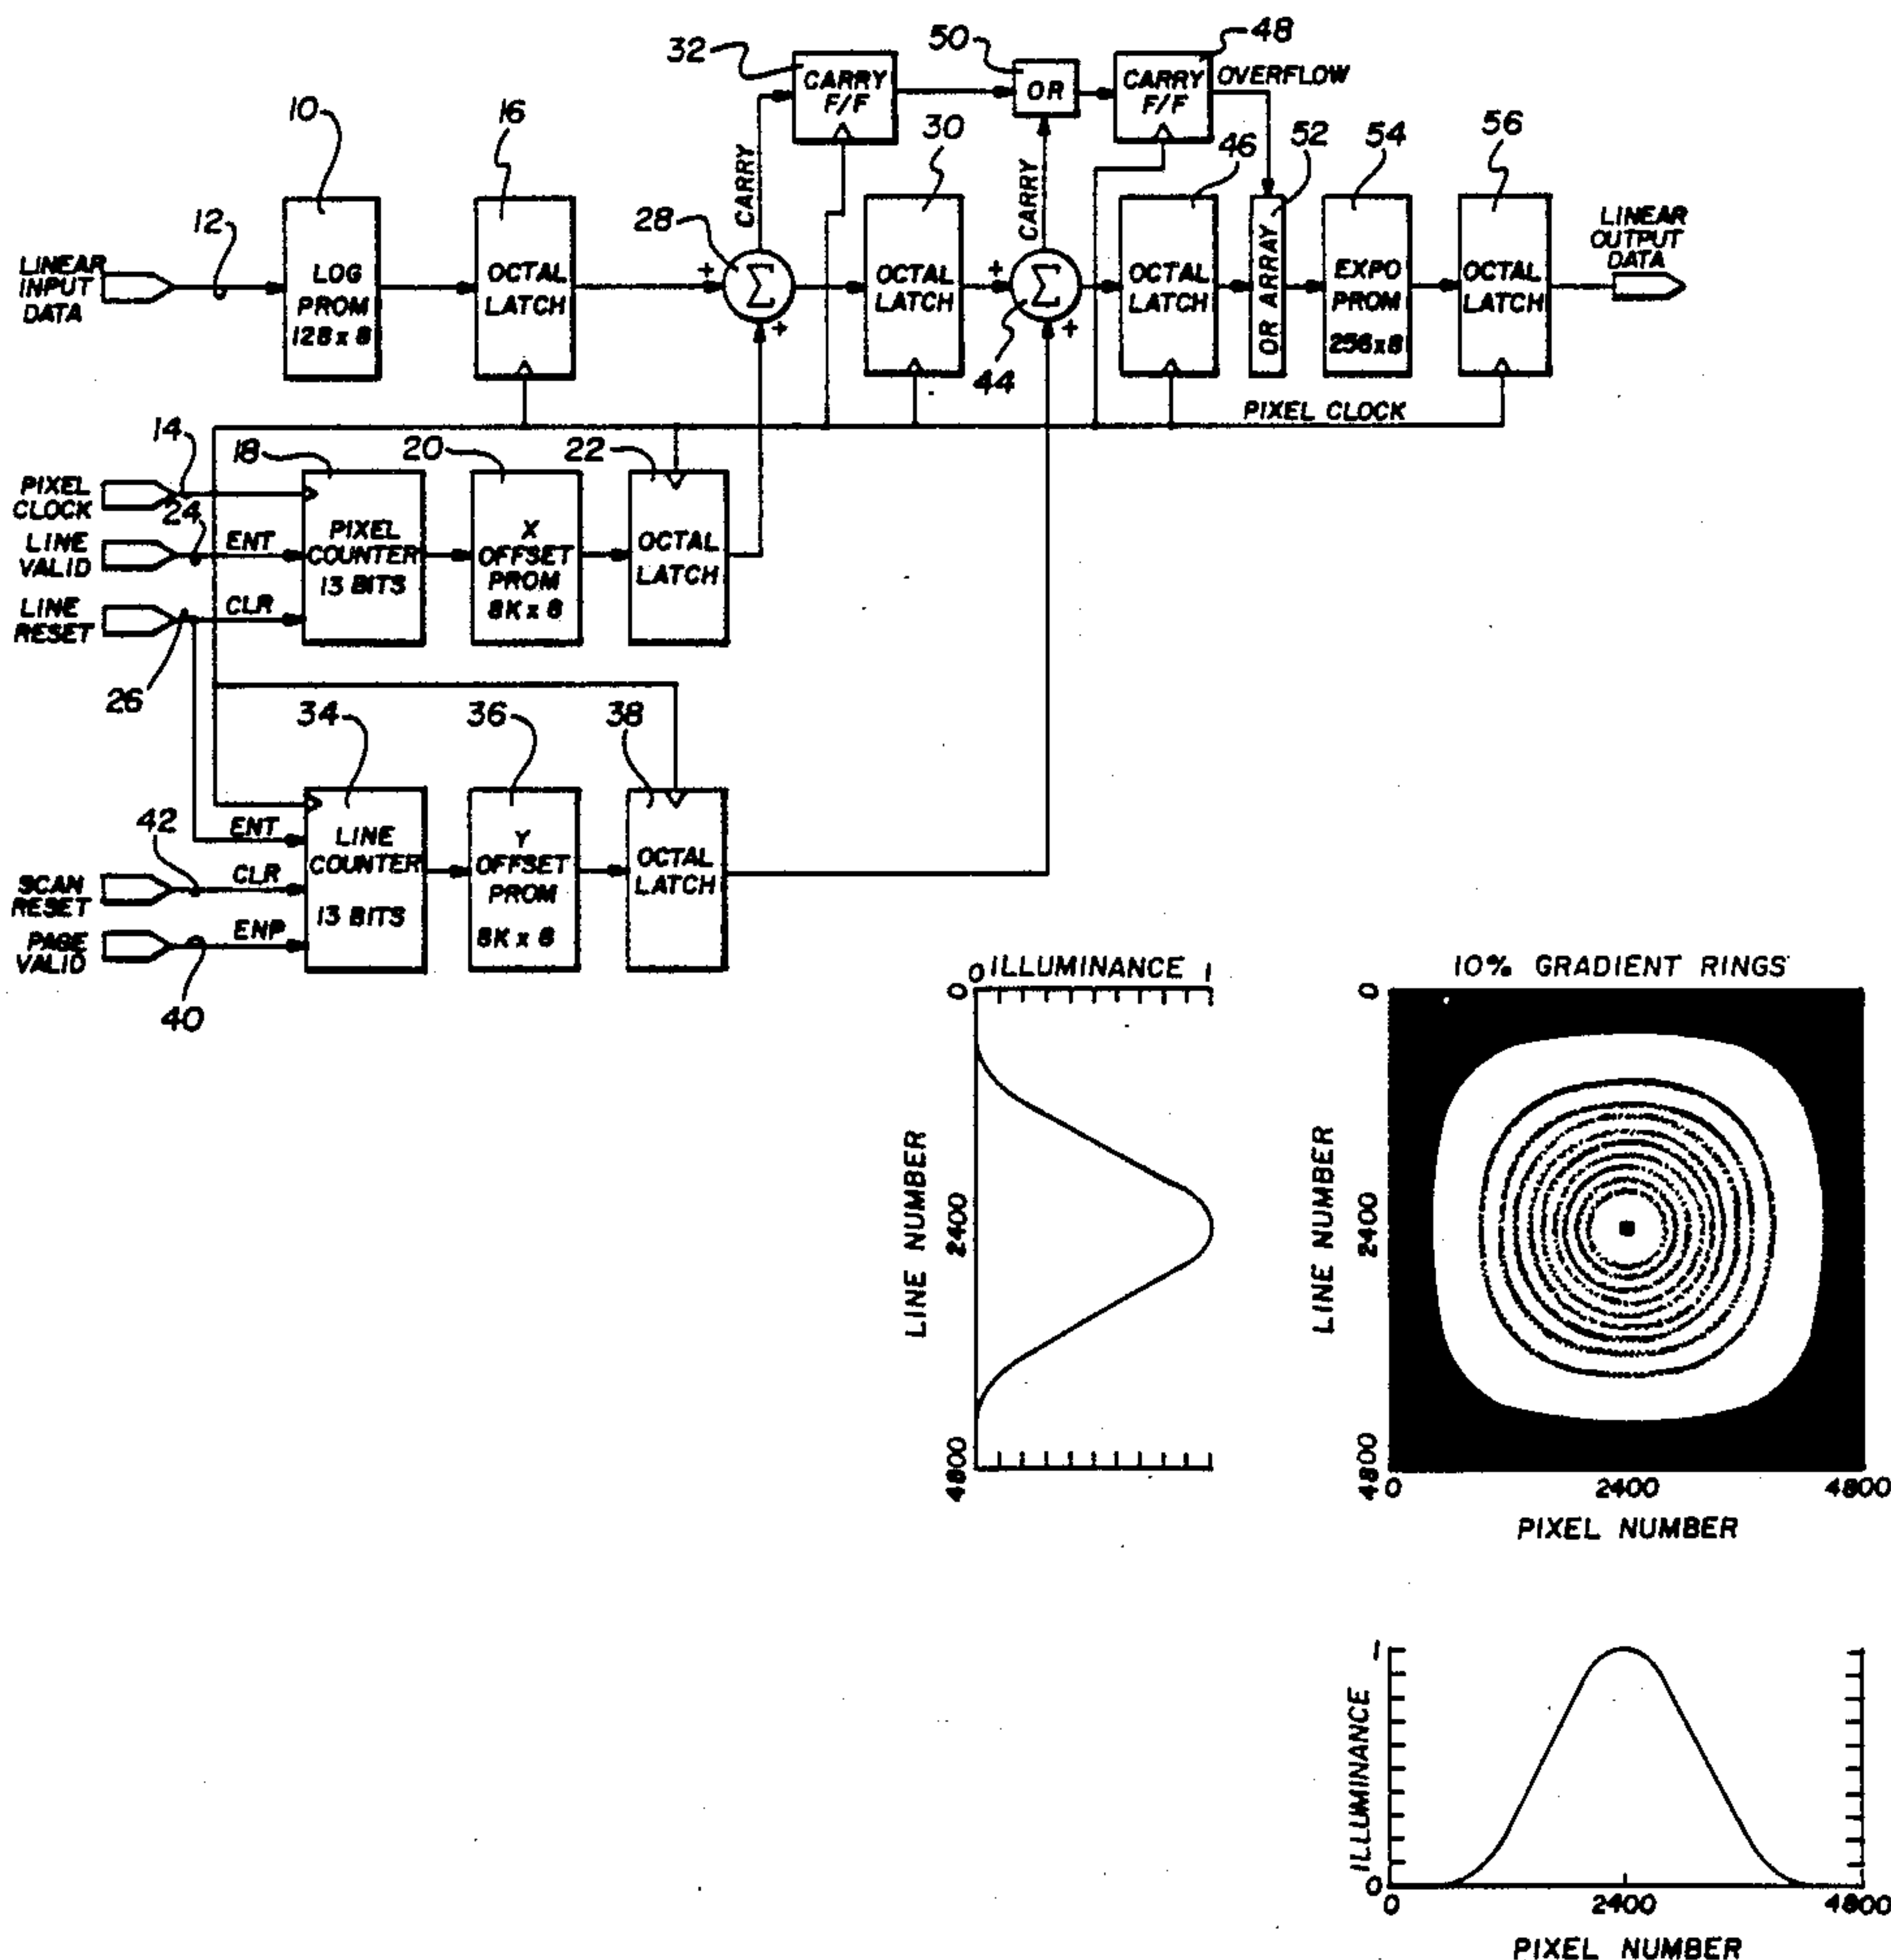 32
50
48
CARRY
F/F
OR
CARRY
F/F
OVERFLOW
10
16
30
46
52
54
56
CARRY
CARRY
12
28
LINEAR
INPUT
DATA
LOG
PROM
128 x 8
OCTAL
LATCH
+
Σ
+
OCTAL
LATCH
+
Σ
+
44
OCTAL
LATCH
OR ARRAY
EXPO
PROM
256x8
OCTAL
LATCH
LINEAR
OUTPUT
DATA
PIXEL CLOCK
14
18
20
22
PIXEL
CLOCK
24
LINE
VALID
ENT
LINE
RESET
CLR
PIXEL
COUNTER
13 BITS
X
OFFSET
PROM
8K x 8
OCTAL
LATCH
26
34
36
38
42
ENT
SCAN
RESET
CLR
PAGE
VALID
ENP
40
LINE
COUNTER
13 BITS
Y
OFFSET
PROM
8K x 8
OCTAL
LATCH
0 ILLUMINANCE 1
0
LINE NUMBER
2400
4800
10% GRADIENT RINGS
0
LINE NUMBER
2400
4800
0
2400
4800
PIXEL NUMBER
1
ILLUMINANCE
0
0
2400
4800
PIXEL NUMBER